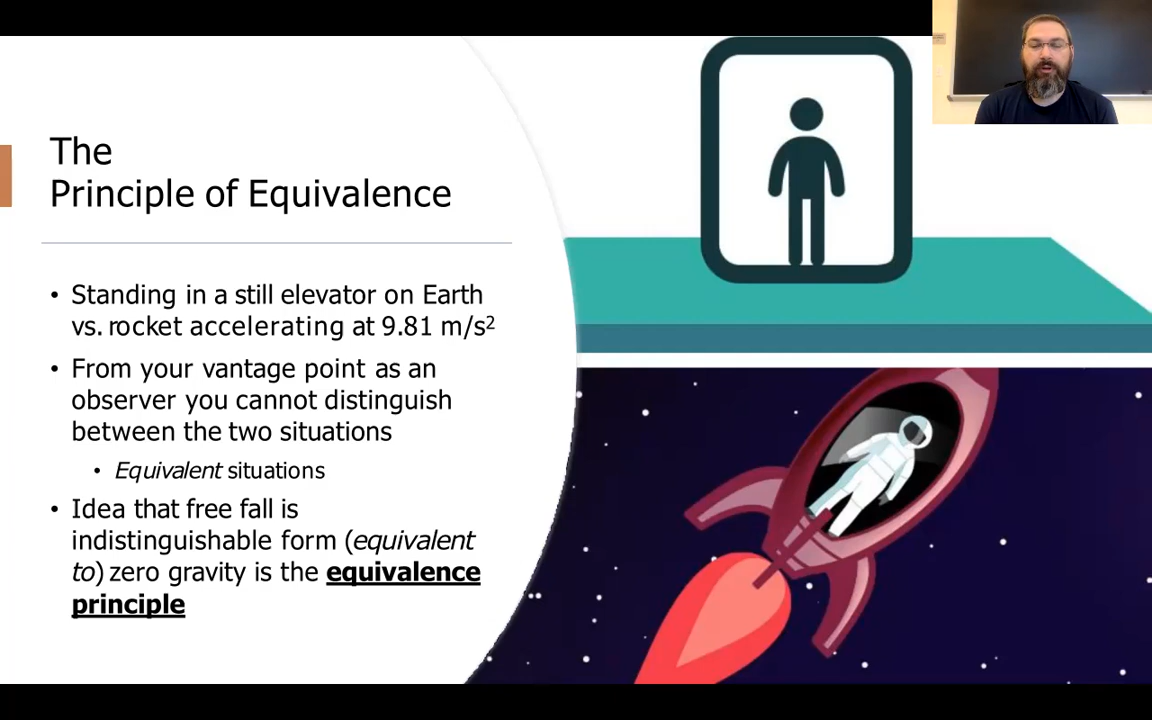 The
Principle of Equivalence
• Standing in a still elevator on Earth
vs. rocket accelerating at 9.81 m/s²
• From your vantage point as an
observer you cannot distinguish
between the two situations
• Equivalent situations
• Idea that free fall is
indistinguishable form (equivalent
to) zero gravity is the equivalence
principle